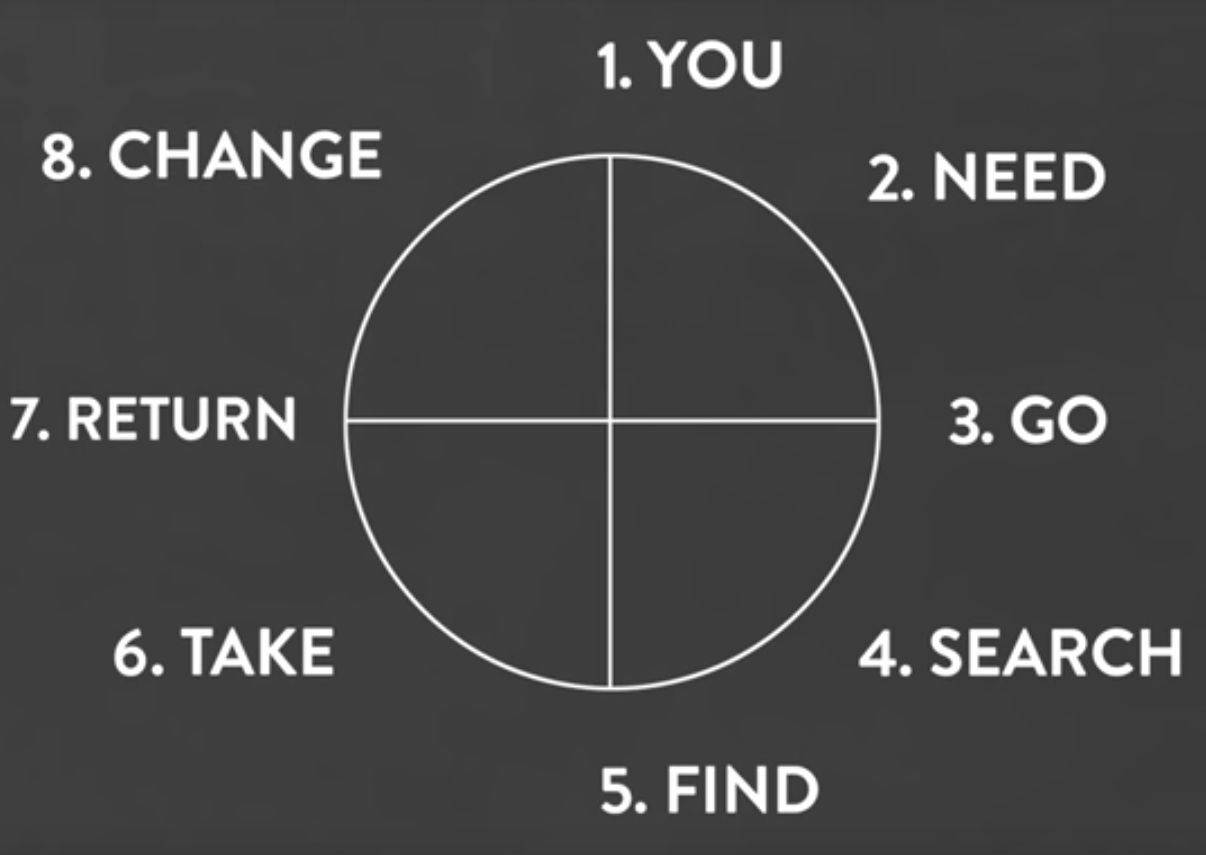 1. YOU
2. NEED
3. GO
4. SEARCH
5. FIND
6. TAKE
7. RETURN
8. CHANGE